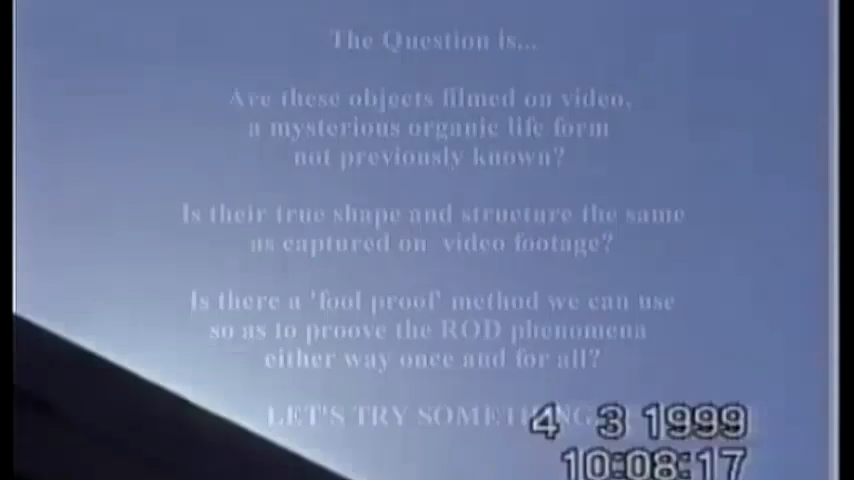 The Question is...
Are these objects filmed on video,
a mysterious organic life form
not previously known?
Is their true shape and structure the same
as captured on video footage?
Is there a 'fool proof' method we can use
so as to proove the ROD phenomena
either way once and for all?
LET'S TRY SOMETHING
4 3 1999
10:08:17